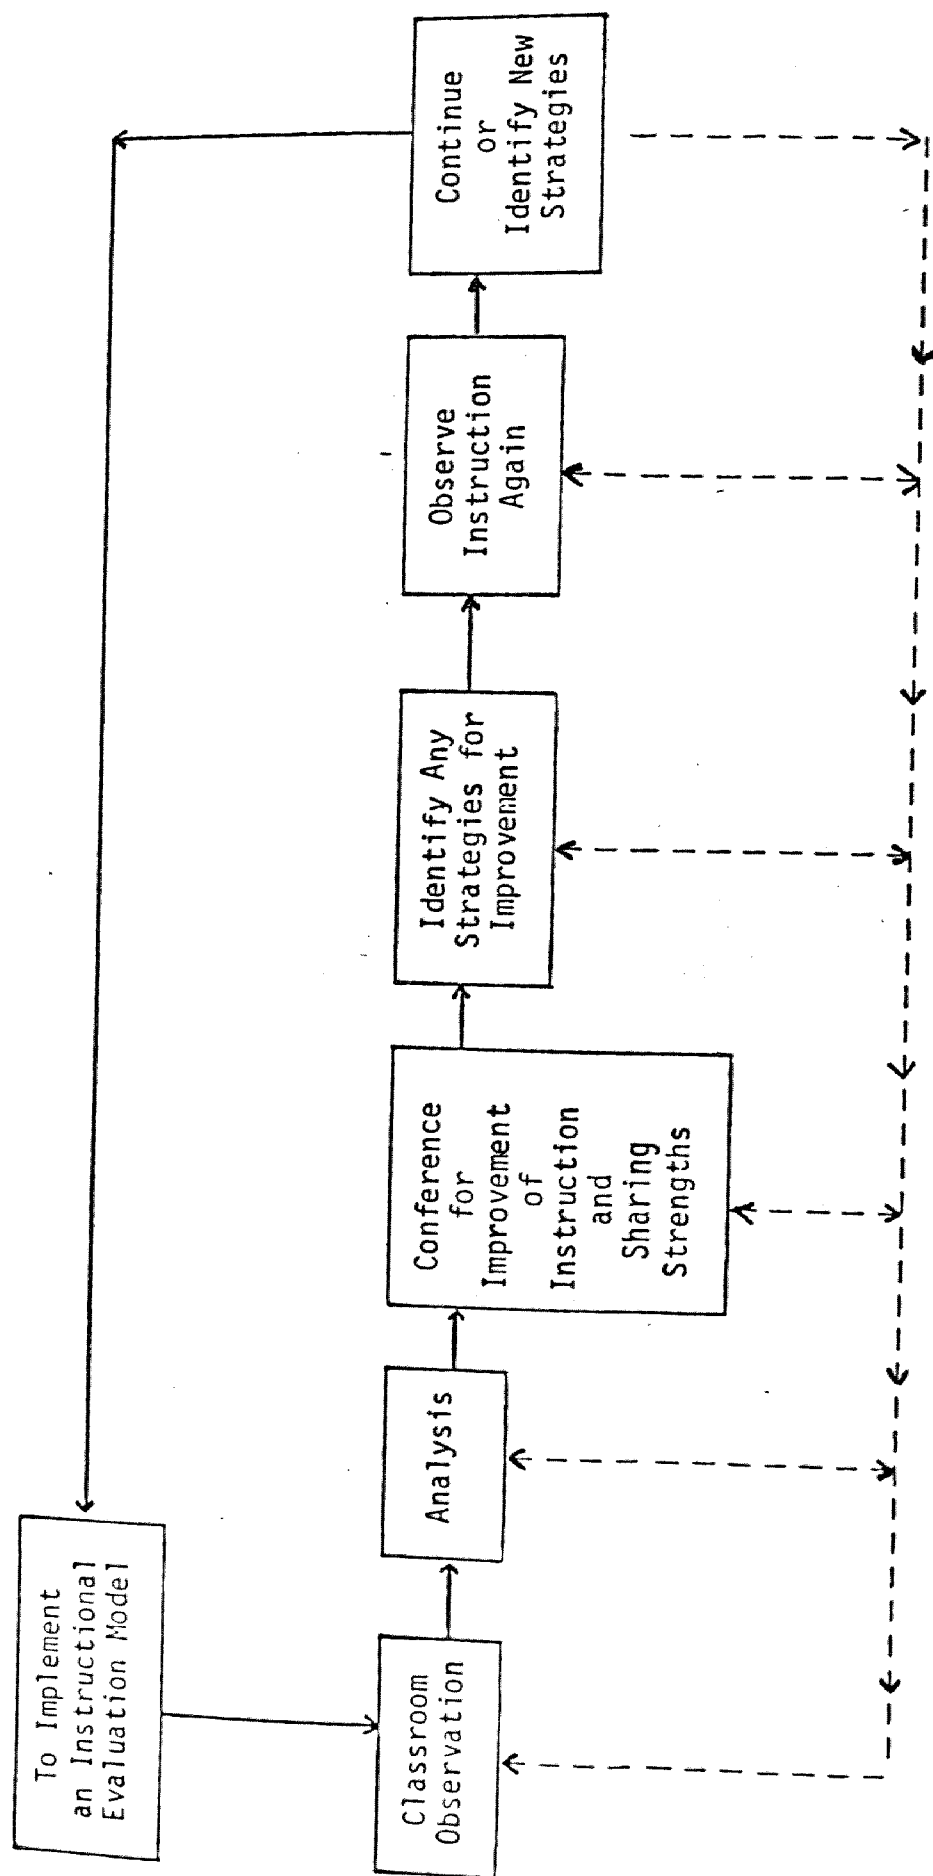 To Implement
an Instructional
Evaluation Model
Classroom
Observation
Analysis
Conference
for
Improvement
of
Instruction
and
Sharing
Strengths
Identify Any
Strategies for
Improvement
Observe
Instruction
Again
Continue
or
Identify New
Strategies